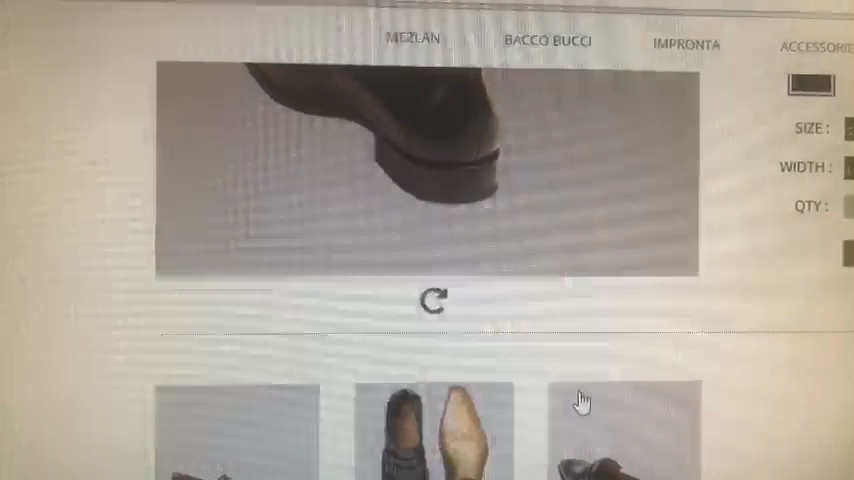 MEZLAN BACCO BUCCI IMPRONTA ACCESSORIE
SIZE :
WIDTH :
QTY :